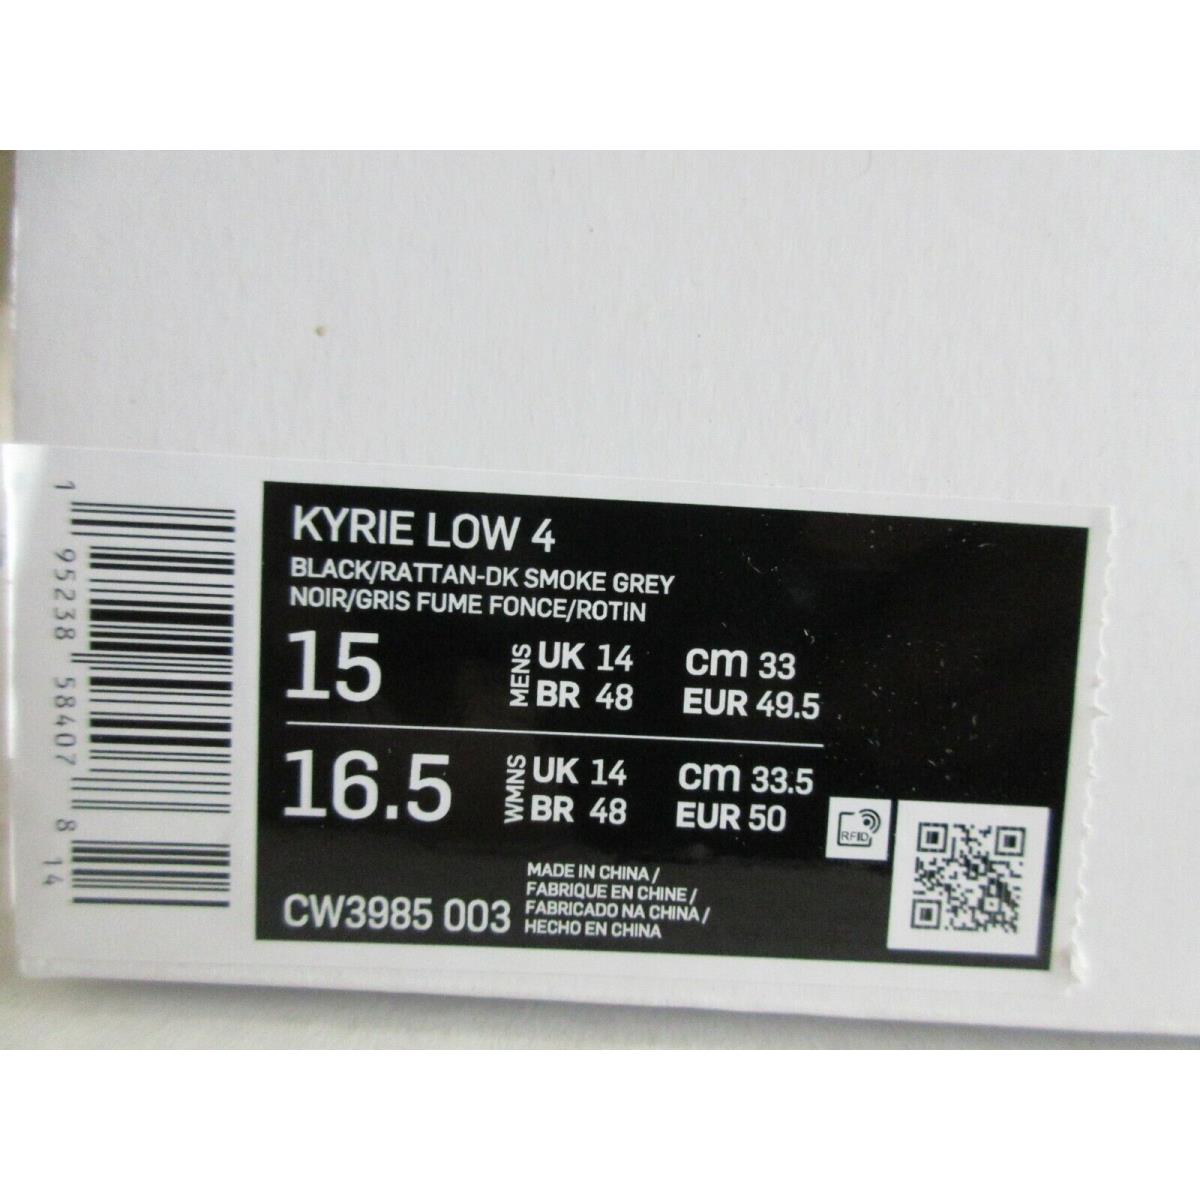 KYRIE LOW 4
BLACK/RATTAN-DK SMOKE GREY
NOIR/GRIS FUME FONCE/ROTIN
15 MENS UK 14 cm 33
BR 48 EUR 49.5
16.5 WMNS UK 14 cm 33.5
BR 48 EUR 50
RFID
CW3985 003
MADE IN CHINA /
FABRIQUE EN CHINE /
FABRICADO NA CHINA /
HECHO EN CHINA
1 95238 58407 8 14